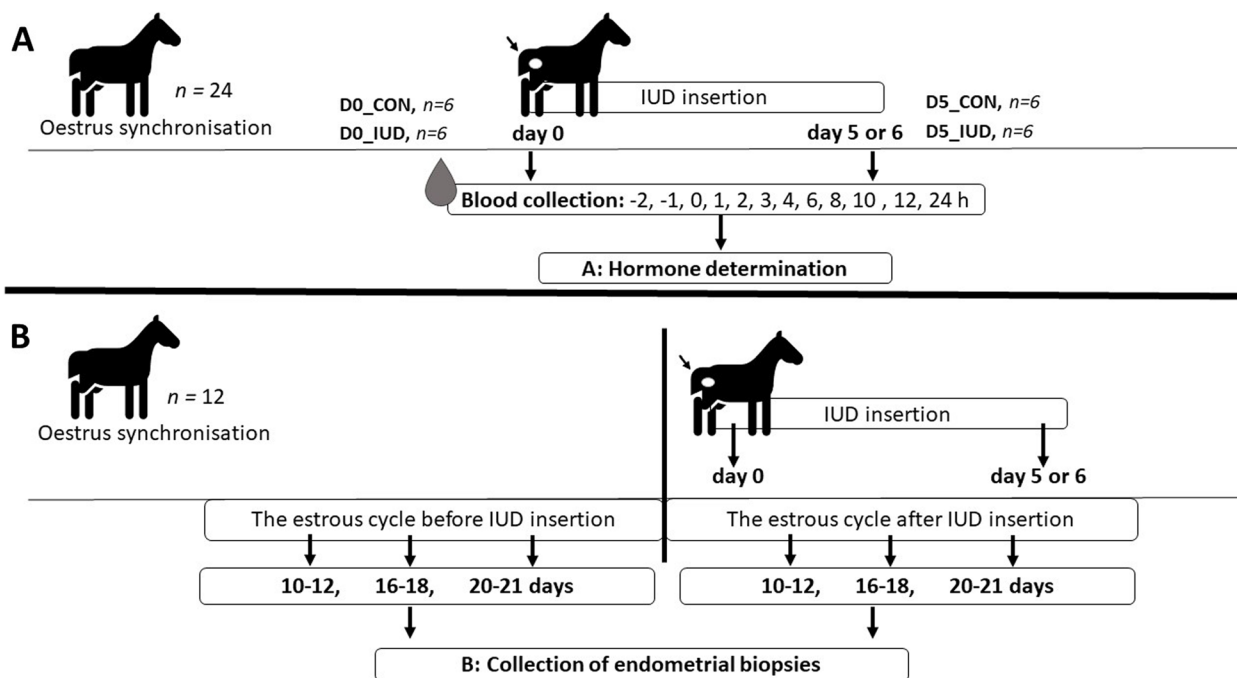 A
n = 24
Oestrus synchronisation
D0_CON, n=6
D0_IUD, n=6
IUD insertion
day 0
day 5 or 6
D5_CON, n=6
D5_IUD, n=6
Blood collection: -2, -1, 0, 1, 2, 3, 4, 6, 8, 10 , 12, 24 h
A: Hormone determination
B
n = 12
Oestrus synchronisation
IUD insertion
day 0
day 5 or 6
The estrous cycle before IUD insertion
The estrous cycle after IUD insertion
10-12, 16-18, 20-21 days
10-12, 16-18, 20-21 days
B: Collection of endometrial biopsies